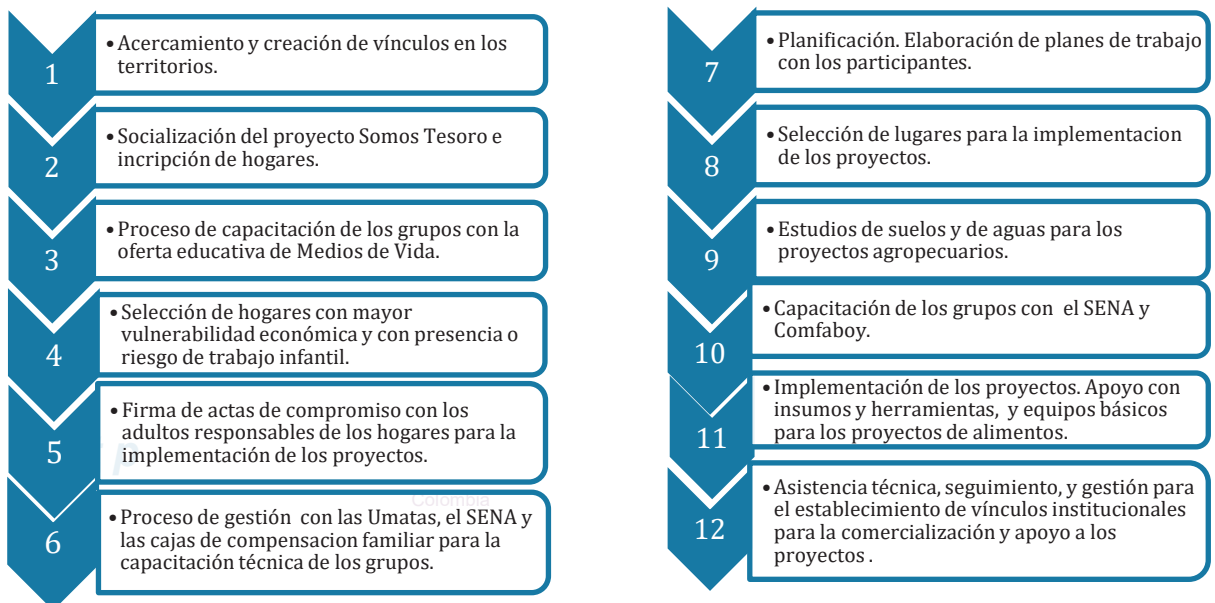 1
• Acercamiento y creación de vínculos en los
territorios.
2
• Socialización del proyecto Somos Tesoro e
incripción de hogares.
3
• Proceso de capacitación de los grupos con la
oferta educativa de Medios de Vida.
4
• Selección de hogares con mayor
vulnerabilidad económica y con presencia o
riesgo de trabajo infantil.
5
• Firma de actas de compromiso con los
adultos responsables de los hogares para la
implementación de los proyectos.
Colombia
6
• Proceso de gestión con las Umatas, el SENA y
las cajas de compensacion familiar para la
capacitación técnica de los grupos.
7
• Planificación. Elaboración de planes de trabajo
con los participantes.
8
• Selección de lugares para la implementacion
de los proyectos.
9
• Estudios de suelos y de aguas para los
proyectos agropecuarios.
10
• Capacitación de los grupos con el SENA y
Comfaboy.
11
• Implementación de los proyectos. Apoyo con
insumos y herramientas, y equipos básicos
para los proyectos de alimentos.
12
• Asistencia técnica, seguimiento, y gestión para
el establecimiento de vínculos institucionales
para la comercialización y apoyo a los
proyectos .